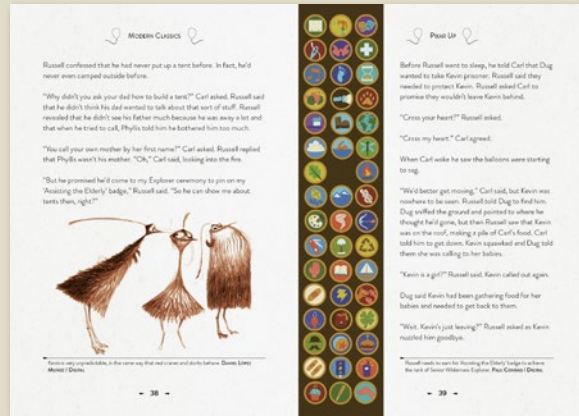 MODERN CLASSICS
Russell confessed that he had never put up a tent before. In fact, he'd
never even camped outside before.
"Why didn't you ask your dad how to build a tent?" Carl asked. Russell said
that he didn't think his dad wanted to talk about that sort of stuff. Russell
revealed that he didn't see his father much because he was away a lot and
that when he tried to call, Phyllis told him he bothered him too much.
"You call your own mother by her first name?" Carl asked. Russell replied
that Phyllis wasn't his mother. "Oh," Carl said, looking into the fire.
"But he promised he'd come to my Explorer ceremony to pin on my
'Assisting the Elderly' badge," Russell said. "So he can show me about
tents then, right?"
Kevin is very unpredictable, in the same way that red cranes and storks behave. DANIEL LÓPEZ
MUÑOZ / DIGITAL
38
PIXAR UP
Before Russell went to sleep, he told Carl that Dug
wanted to take Kevin prisoner. Russell said they
needed to protect Kevin. Russell asked Carl to
promise they wouldn't leave Kevin behind.
"Cross your heart?" Russell asked.
"Cross my heart." Carl agreed.
When Carl woke he saw the balloons were starting
to sag.
"We'd better get moving," Carl said, but Kevin was
nowhere to be seen. Russell told Dug to find him.
Dug sniffed the ground and pointed to where he
thought he'd gone, but then Russell saw that Kevin
was on the roof, making a pile of Carl's food. Carl
told him to get down. Kevin squawked and Dug told
them she was calling to her babies.
"Kevin is a girl?" Russell said. Kevin called out again.
Dug said Kevin had been gathering food for her
babies and needed to get back to them.
"Wait. Kevin's just leaving?" Russell asked as Kevin
nuzzled him goodbye.
Russell needs to earn his 'Assisting the Elderly' badge to achieve
the rank of Senior Wilderness Explorer. PAUL CONRAD / DIGITAL
39